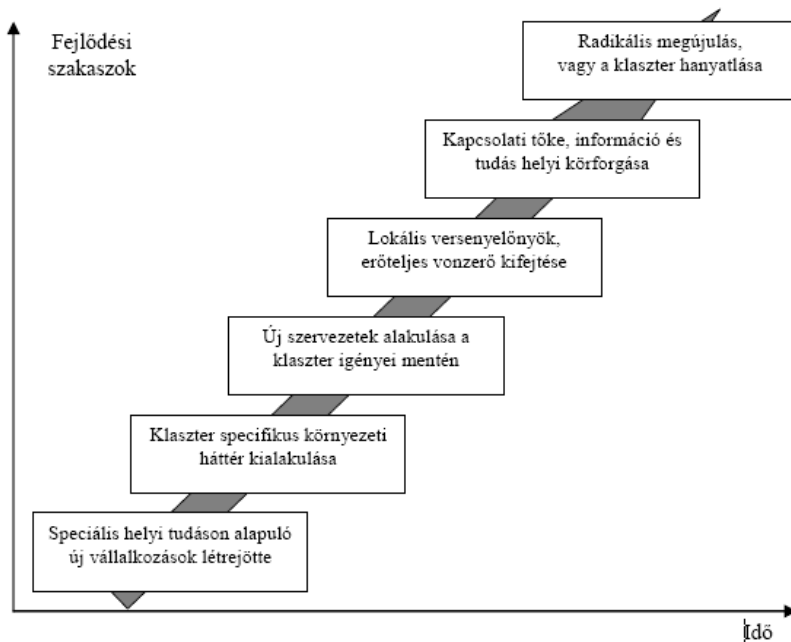 Fejlődési
szakaszok
Radikális megújulás,
vagy a klaszter hanyatlása
Kapcsolati tőke, információ és
tudás helyi körforgása
Lokális versenyelőnyök,
erőteljes vonzerő kifejtése
Új szervezetek alakulása a
klaszter igényei mentén
Klaszter specifikus környezeti
háttér kialakulása
Speciális helyi tudáson alapuló
új vállalkozások létrejötte
Idő